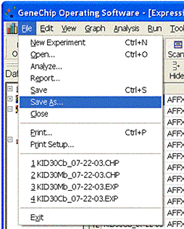 GeneChip Operating Software - [Express
File Edit View Graph Analysis Run T
New Experiment Ctrl+N
Open... Ctrl+O
Analyze...
Report...
Save Ctrl+S
Save As...
Close
Print... Ctrl+P
Print Setup...
1 KID30Cb_07-22-03.CHP
2 KID30Mb_07-22-03.CHP
3 KID30Mb_07-22-03.EXP
4 KID30Cb_07-22-03.EXP
Exit
Dat
Hide
AFFX
AFFX
AFFX
AFFX
AFFX
AFFX
AFFX
AFFX
AFFX